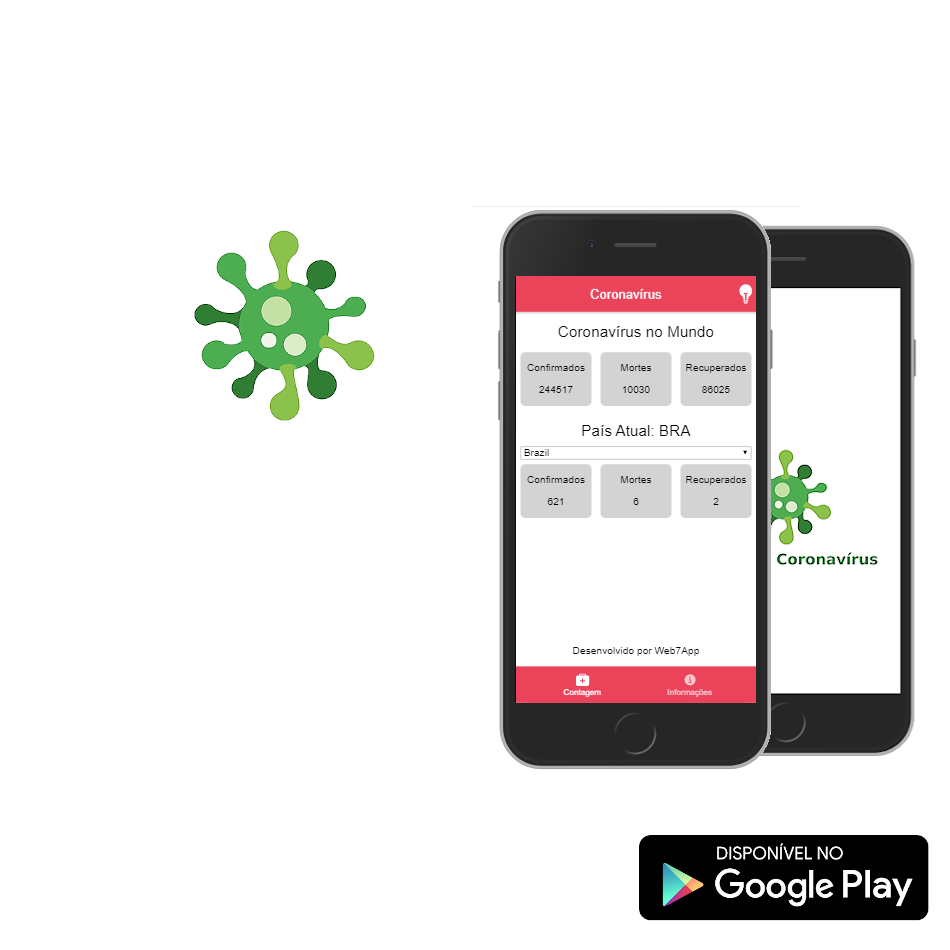 Coronavírus
Coronavírus no Mundo
Confirmados Mortes Recuperados
244517 10030 86025
País Atual: BRA
Brazil
Confirmados Mortes Recuperados
621 6 2
Coronavírus
Desenvolvido por Web7App
Contagem Informações
DISPONÍVEL NO
Google Play